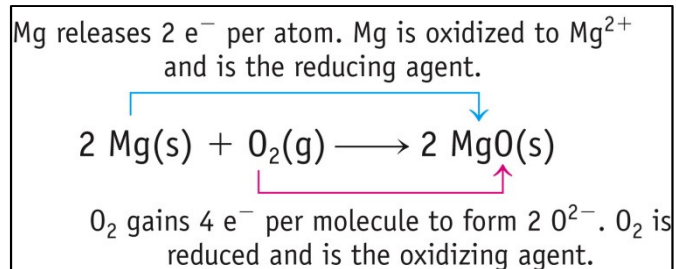 Mg releases 2 e⁻ per atom. Mg is oxidized to Mg²⁺
and is the reducing agent.
2 Mg(s) + O₂(g) ⟶ 2 MgO(s)
O₂ gains 4 e⁻ per molecule to form 2 O²⁻. O₂ is
reduced and is the oxidizing agent.